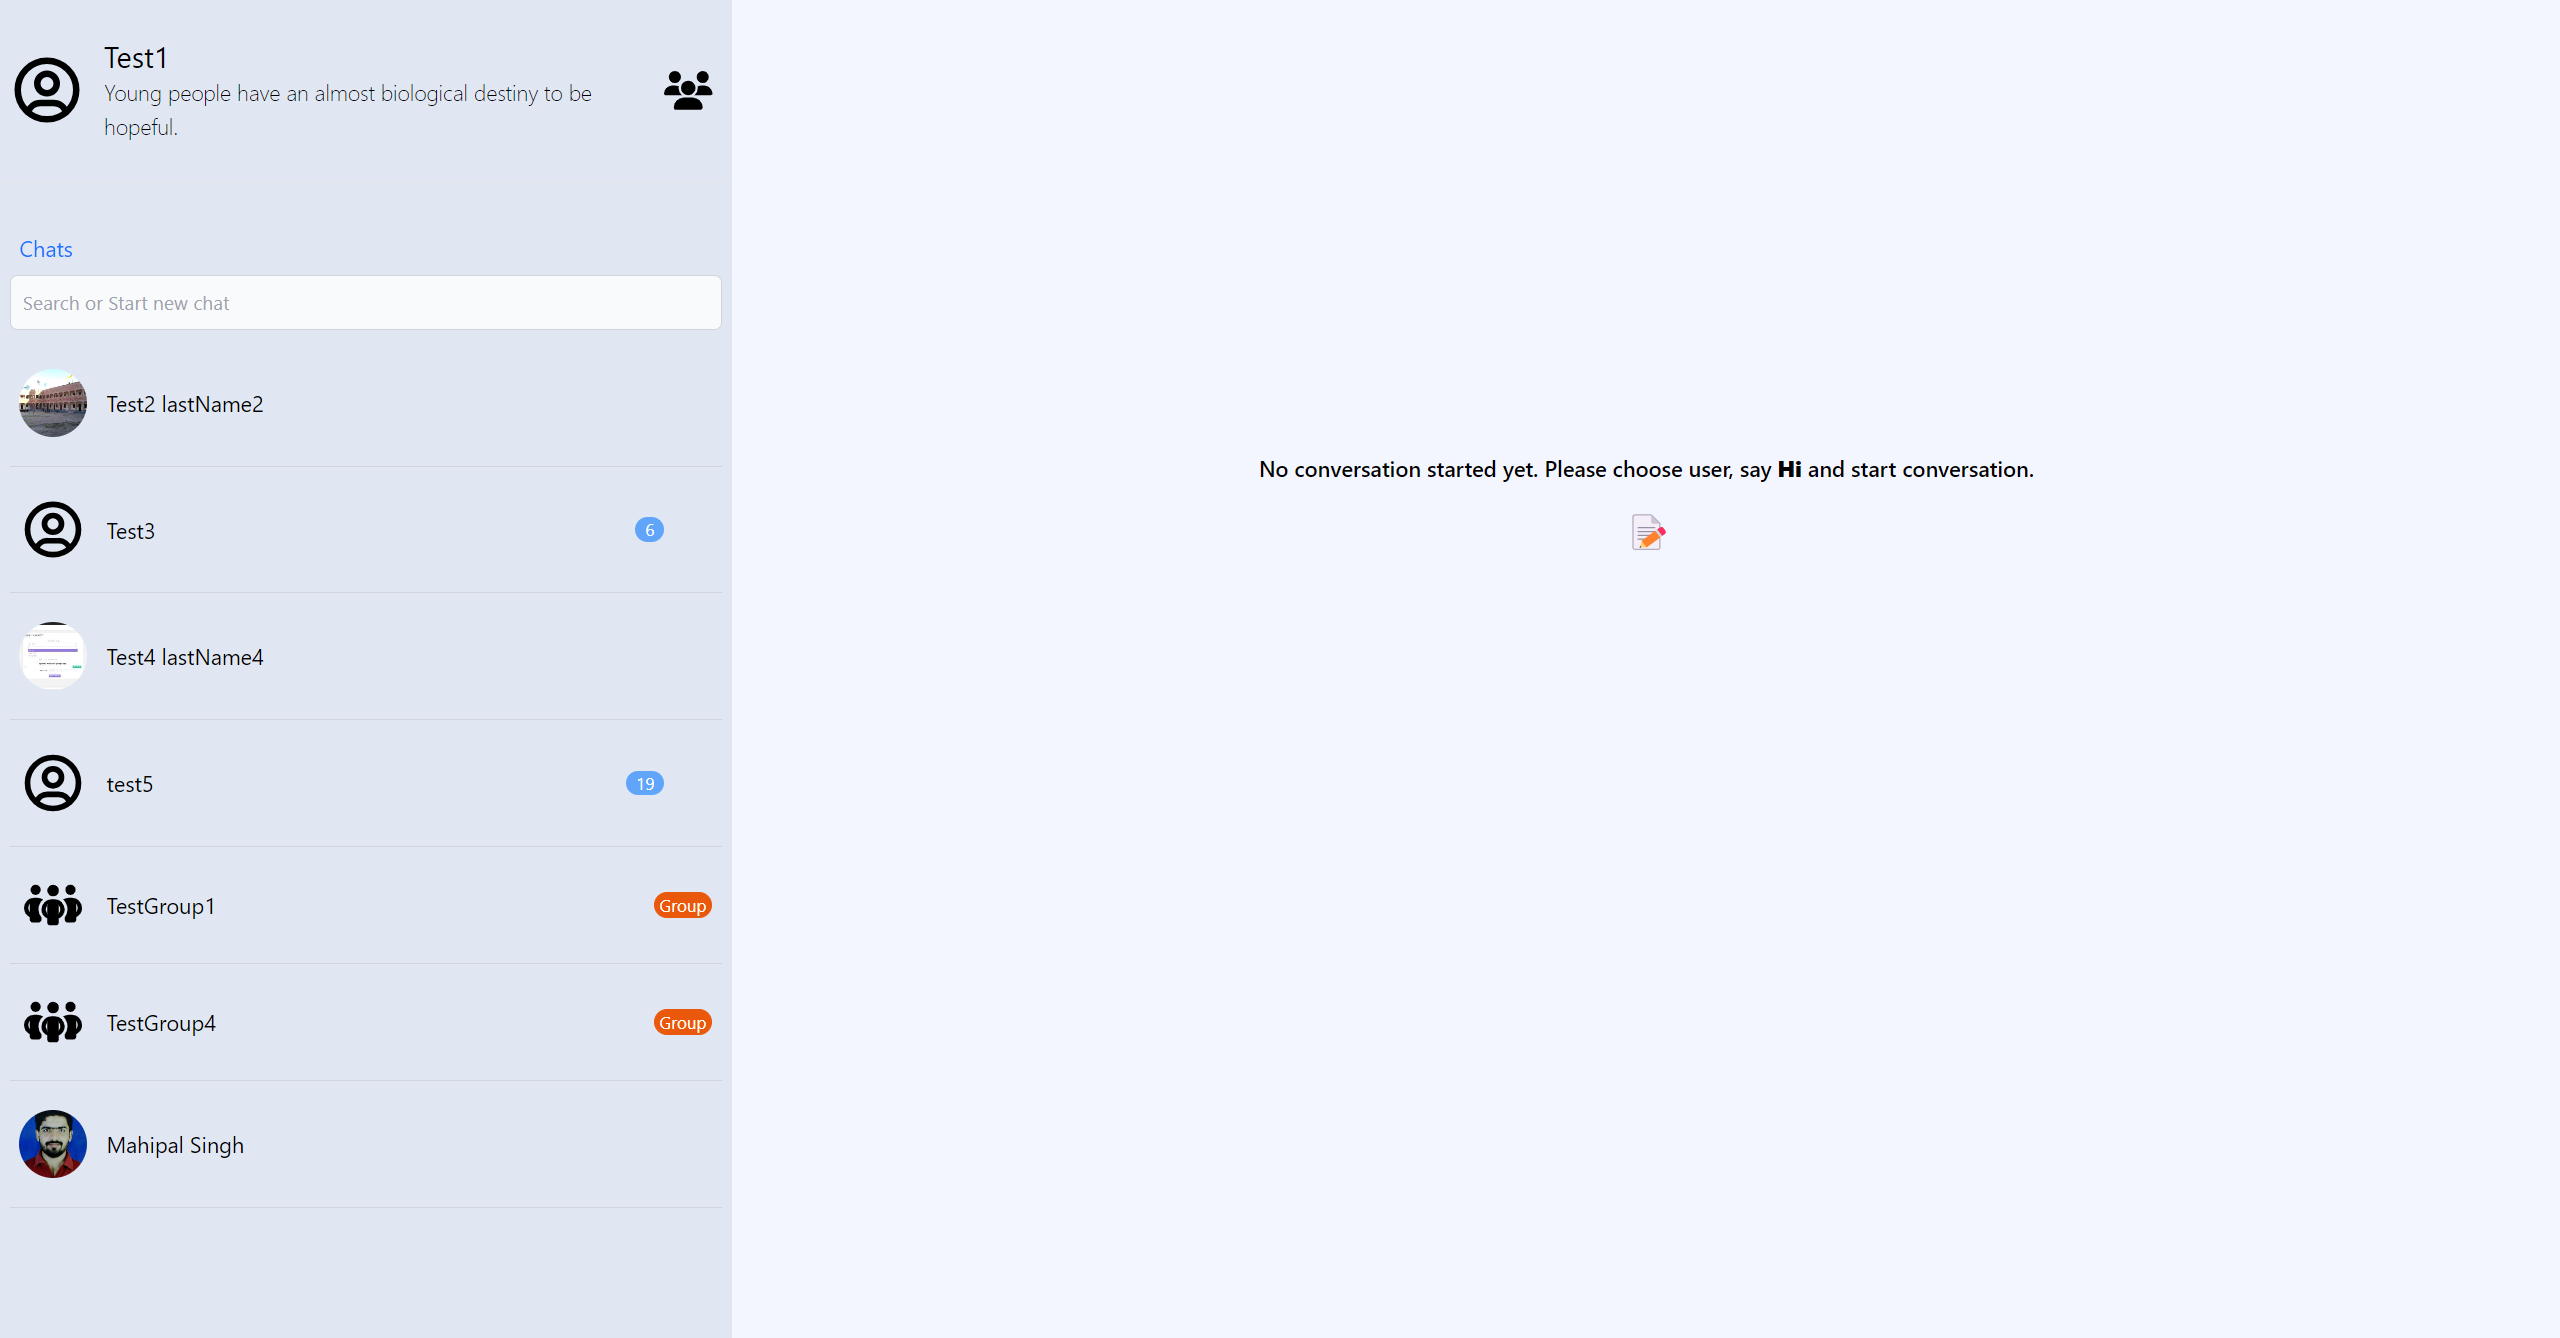 Test1
Young people have an almost biological destiny to be
hopeful.
Chats
Search or Start new chat
Test2 lastName2
Test3
6
Test4 lastName4
test5
19
TestGroup1
Group
TestGroup4
Group
Mahipal Singh
No conversation started yet. Please choose user, say Hi and start conversation.